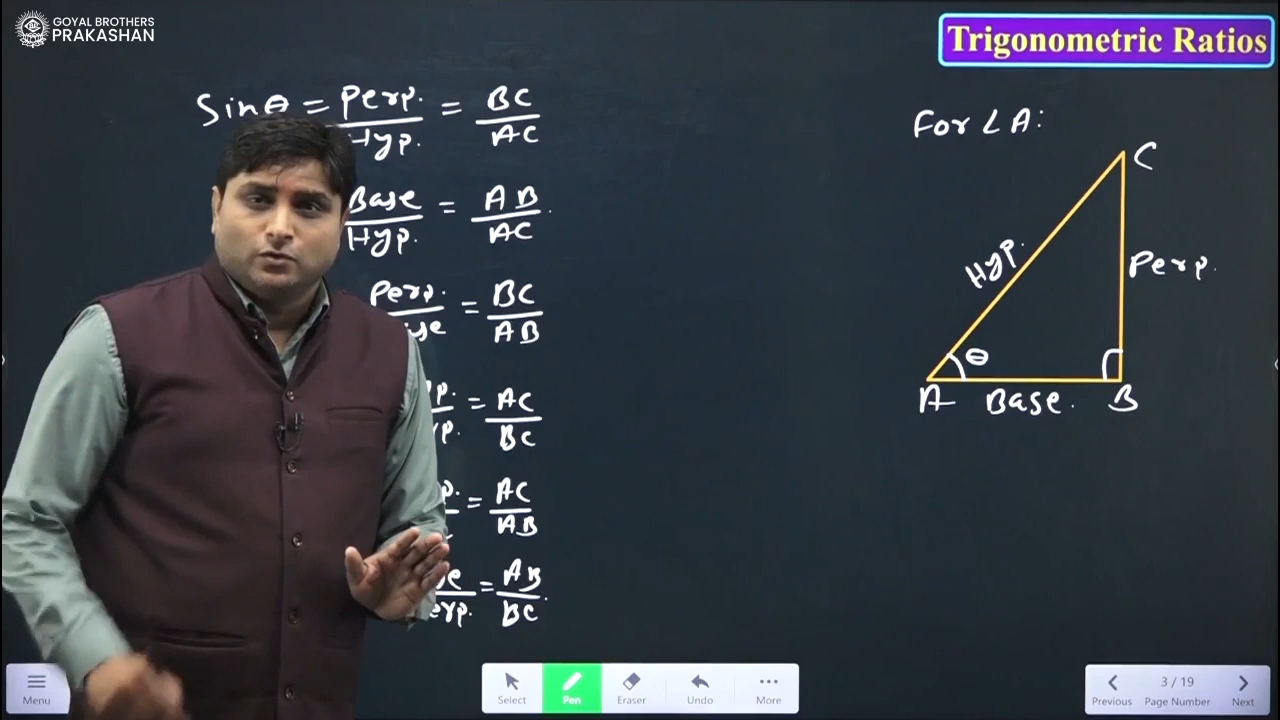 GOYAL BROTHERS
PRAKASHAN
Trigonometric Ratios
Sinθ = Perp. / Hyp. = BC / AC
Base / Hyp. = AB / AC
Perp. = BC / AB
= AC / BC
= AC / AB
= AB / BC
For ∠A:
C
Hyp.
Perp.
θ
A Base. B
Menu
Select
Pen
Eraser
Undo
More
3 / 19
Previous
Page Number
Next